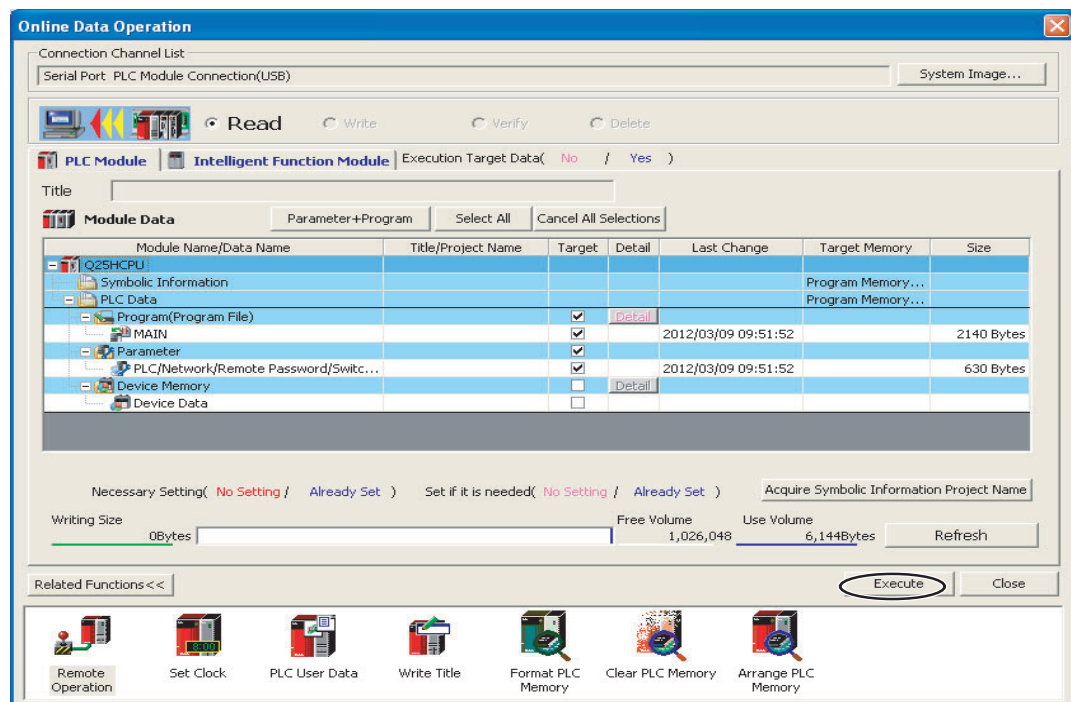 Online Data Operation
Connection Channel List
Serial Port PLC Module Connection(USB)
System Image...
Read Write Verify Delete
PLC Module Intelligent Function Module Execution Target Data( No / Yes )
Title
Module Data Parameter+Program Select All Cancel All Selections
Module Name/Data Name Title/Project Name Target Detail Last Change Target Memory Size
Q25HCPU
Symbolic Information Program Memory...
PLC Data Program Memory...
Program(Program File) Detail
MAIN 2012/03/09 09:51:52 2140 Bytes
Parameter
PLC/Network/Remote Password/Switc... 2012/03/09 09:51:52 630 Bytes
Device Memory Detail
Device Data
Necessary Setting( No Setting / Already Set ) Set if it is needed( No Setting / Already Set ) Acquire Symbolic Information Project Name
Writing Size Free Volume Use Volume
0Bytes 1,026,048 6,144Bytes Refresh
Related Functions<< Execute Close
8:00
Remote Operation
Set Clock
PLC User Data
Write Title
Format PLC Memory
Clear PLC Memory
Arrange PLC Memory